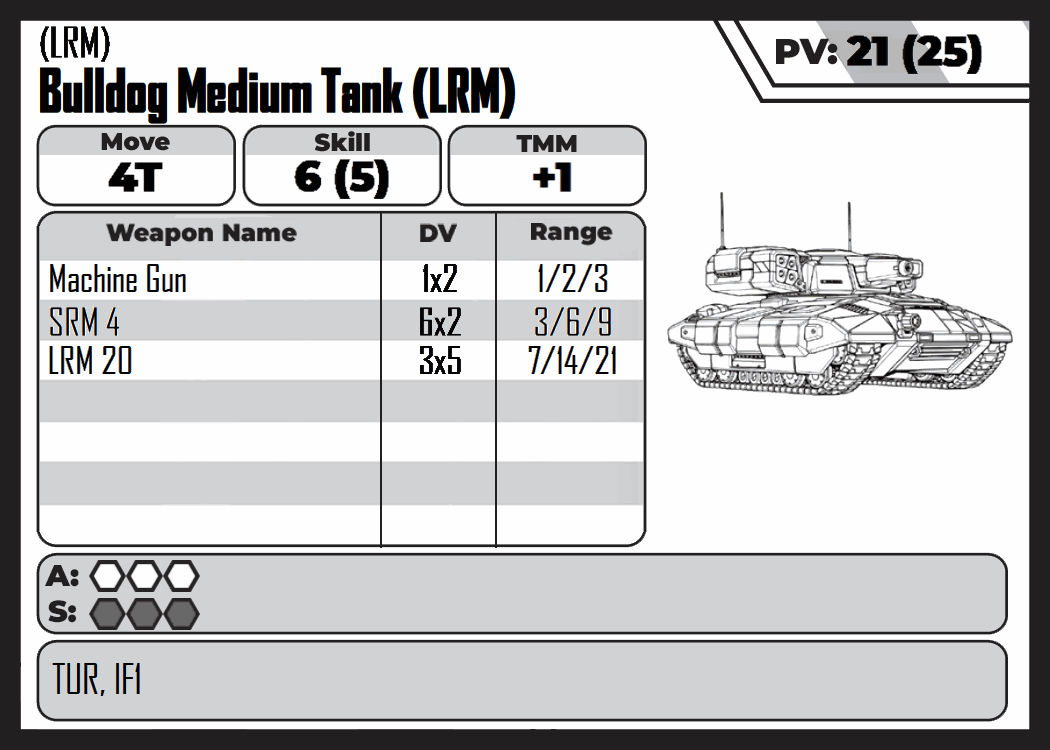 (LRM)
Bulldog Medium Tank (LRM)
PV: 21 (25)
Move Skill TMM
4T 6 (5) +1
Weapon Name DV Range
Machine Gun 1x2 1/2/3
SRM 4 6x2 3/6/9
LRM 20 3x5 7/14/21
A:
S:
TUR, IF1